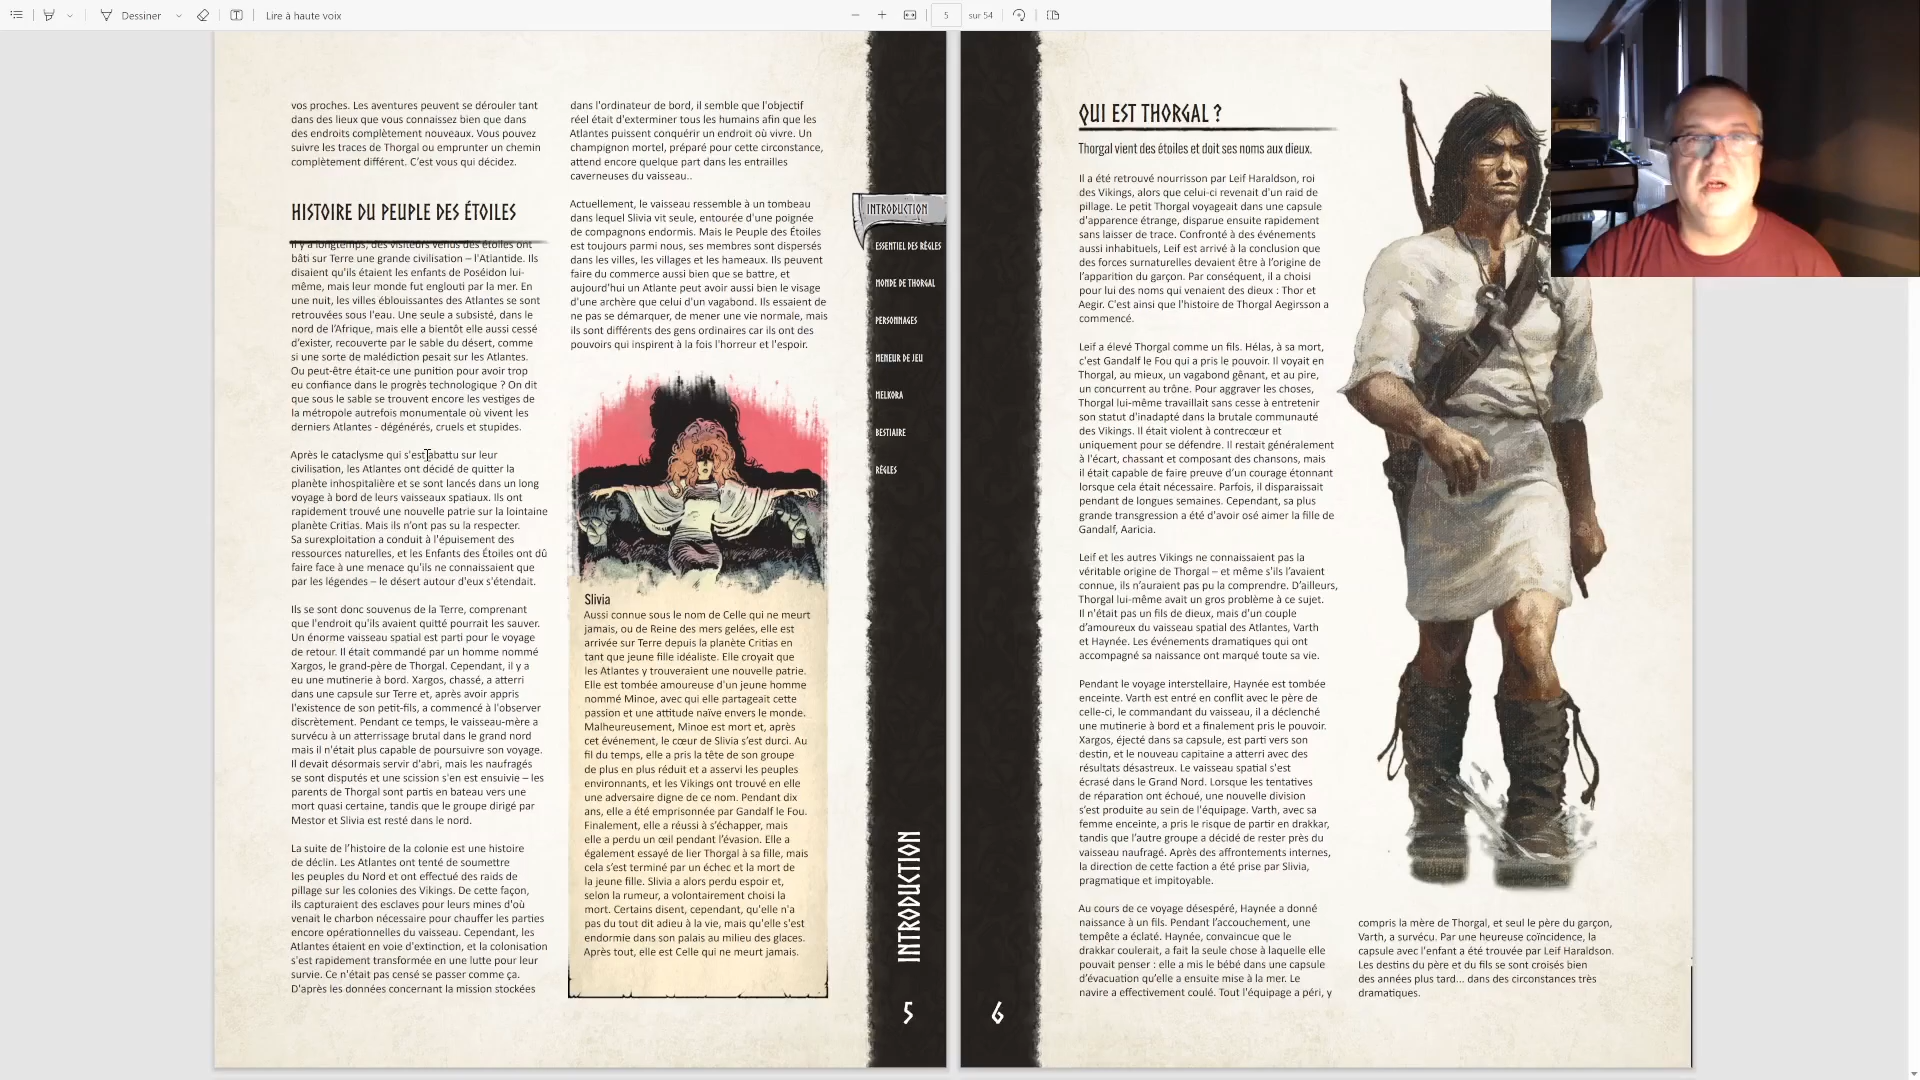 Dessiner
Lire à haute voix
5
sur 54
vos proches. Les aventures peuvent se dérouler tant
dans des lieux que vous connaissez bien que dans
des endroits complètement nouveaux. Vous pouvez
suivre les traces de Thorgal ou emprunter un chemin
complètement différent. C'est vous qui décidez.
HISTOIRE DU PEUPLE DES ÉTOILES
Il y a longtemps, des visiteurs venus des étoiles ont
bâti sur Terre une grande civilisation – l'Atlantide. Ils
disaient qu'ils étaient les enfants de Poséidon lui-
même, mais leur monde fut englouti par la mer. En
une nuit, les villes éblouissantes des Atlantes se sont
retrouvées sous l'eau. Une seule a subsisté, dans le
nord de l'Afrique, mais elle a bientôt elle aussi cessé
d'exister, recouverte par le sable du désert, comme
si une sorte de malédiction pesait sur les Atlantes.
Ou peut-être était-ce une punition pour avoir trop
eu confiance dans le progrès technologique ? On dit
que sous le sable se trouvent encore les vestiges de
la métropole autrefois monumentale où vivent les
derniers Atlantes - dégénérés, cruels et stupides.
Après le cataclysme qui s'est abattu sur leur
civilisation, les Atlantes ont décidé de quitter la
planète inhospitalière et se sont lancés dans un long
voyage à bord de leurs vaisseaux spatiaux. Ils ont
rapidement trouvé une nouvelle patrie sur la lointaine
planète Critias. Mais ils n'ont pas su la respecter.
Sa surexploitation a conduit à l'épuisement des
ressources naturelles, et les Enfants des Étoiles ont dû
faire face à une menace qu'ils ne connaissaient que
par les légendes – le désert autour d'eux s'étendait.
Ils se sont donc souvenus de la Terre, comprenant
que l'endroit qu'ils avaient quitté pourrait les sauver.
Un énorme vaisseau spatial est parti pour le voyage
de retour. Il était commandé par un homme nommé
Xargos, le grand-père de Thorgal. Cependant, il y a
eu une mutinerie à bord. Xargos, chassé, a atterri
dans une capsule sur Terre et, après avoir appris
l'existence de son petit-fils, a commencé à l'observer
discrètement. Pendant ce temps, le vaisseau-mère a
survécu à un atterrissage brutal dans le grand nord
mais il n'était plus capable de poursuivre son voyage.
Il devait désormais servir d'abri, mais les naufragés
se sont disputés et une scission s'en est ensuivie – les
parents de Thorgal sont partis en bateau vers une
mort quasi certaine, tandis que le groupe dirigé par
Mestor et Slivia est resté dans le nord.
La suite de l'histoire de la colonie est une histoire
de déclin. Les Atlantes ont tenté de soumettre
les peuples du Nord et ont effectué des raids de
pillage sur les colonies des Vikings. De cette façon,
ils capturaient des esclaves pour leurs mines d'où
venait le charbon nécessaire pour chauffer les parties
encore opérationnelles du vaisseau. Cependant, les
Atlantes étaient en voie d'extinction, et la colonisation
s'est rapidement transformée en une lutte pour leur
survie. Ce n'était pas censé se passer comme ça.
D'après les données concernant la mission stockées
dans l'ordinateur de bord, il semble que l'objectif
réel était d'exterminer tous les humains afin que les
Atlantes puissent conquérir un endroit où vivre. Un
champignon mortel, préparé pour cette circonstance,
attend encore quelque part dans les entrailles
caverneuses du vaisseau..
Actuellement, le vaisseau ressemble à un tombeau
dans lequel Slivia vit seule, entourée d'une poignée
de compagnons endormis. Mais le Peuple des Étoiles
est toujours parmi nous, ses membres sont dispersés
dans les villes, les villages et les hameaux. Ils peuvent
faire du commerce aussi bien que se battre, et
aujourd'hui un Atlante peut avoir aussi bien le visage
d'une archère que celui d'un vagabond. Ils essaient de
ne pas se démarquer, de mener une vie normale, mais
ils sont différents des gens ordinaires car ils ont des
pouvoirs qui inspirent à la fois l'horreur et l'espoir.
Slivia
Aussi connue sous le nom de Celle qui ne meurt
jamais, ou de Reine des mers gelées, elle est
arrivée sur Terre depuis la planète Critias en
tant que jeune fille idéaliste. Elle croyait que
les Atlantes y trouveraient une nouvelle patrie.
Elle est tombée amoureuse d'un jeune homme
nommé Minoe, avec qui elle partageait cette
passion et une attitude naïve envers le monde.
Malheureusement, Minoe est mort et, après
cet événement, le cœur de Slivia s'est durci. Au
fil du temps, elle a pris la tête de son groupe
de plus en plus réduit et a asservi les peuples
environnants, et les Vikings ont trouvé en elle
une adversaire digne de ce nom. Pendant dix
ans, elle a été emprisonnée par Gandalf le Fou.
Finalement, elle a réussi à s'échapper, mais
elle a perdu un œil pendant l'évasion. Elle a
également essayé de lier Thorgal à sa fille, mais
cela s'est terminé par un échec et la mort de
la jeune fille. Slivia a alors perdu espoir et,
selon la rumeur, a volontairement choisi la
mort. Certains disent, cependant, qu'elle n'a
pas du tout dit adieu à la vie, mais qu'elle s'est
endormie dans son palais au milieu des glaces.
Après tout, elle est Celle qui ne meurt jamais.
INTRODUCTION
ESSENTIEL DES RÈGLES
MONDE DE THORGAL
PERSONNAGES
MENEUR DE JEU
MELKORA
BESTIAIRE
RÈGLES
INTRODUCTION
5
QUI EST THORGAL ?
Thorgal vient des étoiles et doit ses noms aux dieux.
Il a été retrouvé nourrisson par Leif Haraldson, roi
des Vikings, alors que celui-ci revenait d'un raid de
pillage. Le petit Thorgal voyageait dans une capsule
d'apparence étrange, disparue ensuite rapidement
sans laisser de trace. Confronté à des événements
aussi inhabituels, Leif est arrivé à la conclusion que
des forces surnaturelles devaient être à l'origine de
l'apparition du garçon. Par conséquent, il a choisi
pour lui des noms qui venaient des dieux : Thor et
Aegir. C'est ainsi que l'histoire de Thorgal Aegirsson a
commencé.
Leif a élevé Thorgal comme un fils. Hélas, à sa mort,
c'est Gandalf le Fou qui a pris le pouvoir. Il voyait en
Thorgal, au mieux, un vagabond gênant, et au pire,
un concurrent au trône. Pour aggraver les choses,
Thorgal lui-même travaillait sans cesse à entretenir
son statut d'inadapté dans la brutale communauté
des Vikings. Il était violent à contrecœur et
uniquement pour se défendre. Il restait généralement
à l'écart, chassant et composant des chansons, mais
il était capable de faire preuve d'un courage étonnant
lorsque cela était nécessaire. Parfois, il disparaissait
pendant de longues semaines. Cependant, sa plus
grande transgression a été d'avoir osé aimer la fille de
Gandalf, Aaricia.
Leif et les autres Vikings ne connaissaient pas la
véritable origine de Thorgal – et même s'ils l'avaient
connue, ils n'auraient pas pu la comprendre. D'ailleurs,
Thorgal lui-même avait un gros problème à ce sujet.
Il n'était pas un fils de dieux, mais d'un couple
d'amoureux du vaisseau spatial des Atlantes, Varth
et Haynée. Les événements dramatiques qui ont
accompagné sa naissance ont marqué toute sa vie.
Pendant le voyage interstellaire, Haynée est tombée
enceinte. Varth est entré en conflit avec le père de
celle-ci, le commandant du vaisseau, il a déclenché
une mutinerie à bord et a finalement pris le pouvoir.
Xargos, éjecté dans sa capsule, est parti vers son
destin, et le nouveau capitaine a atterri avec des
résultats désastreux. Le vaisseau spatial s'est
écrasé dans le Grand Nord. Lorsque les tentatives
de réparation ont échoué, une nouvelle division
s'est produite au sein de l'équipage. Varth, avec sa
femme enceinte, a pris le risque de partir en drakkar,
tandis que l'autre groupe a décidé de rester près du
vaisseau naufragé. Après des affrontements internes,
la direction de cette faction a été prise par Slivia,
pragmatique et impitoyable.
Au cours de ce voyage désespéré, Haynée a donné
naissance à un fils. Pendant l'accouchement, une
tempête a éclaté. Haynée, convaincue que le
drakkar coulerait, a fait la seule chose à laquelle elle
pouvait penser : elle a mis le bébé dans une capsule
d'évacuation qu'elle a ensuite mise à la mer. Le
navire a effectivement coulé. Tout l'équipage a péri, y
compris la mère de Thorgal, et seul le père du garçon,
Varth, a survécu. Par une heureuse coïncidence, la
capsule avec l'enfant a été trouvée par Leif Haraldson.
Les destins du père et du fils se sont croisés bien
des années plus tard... dans des circonstances très
dramatiques.
6